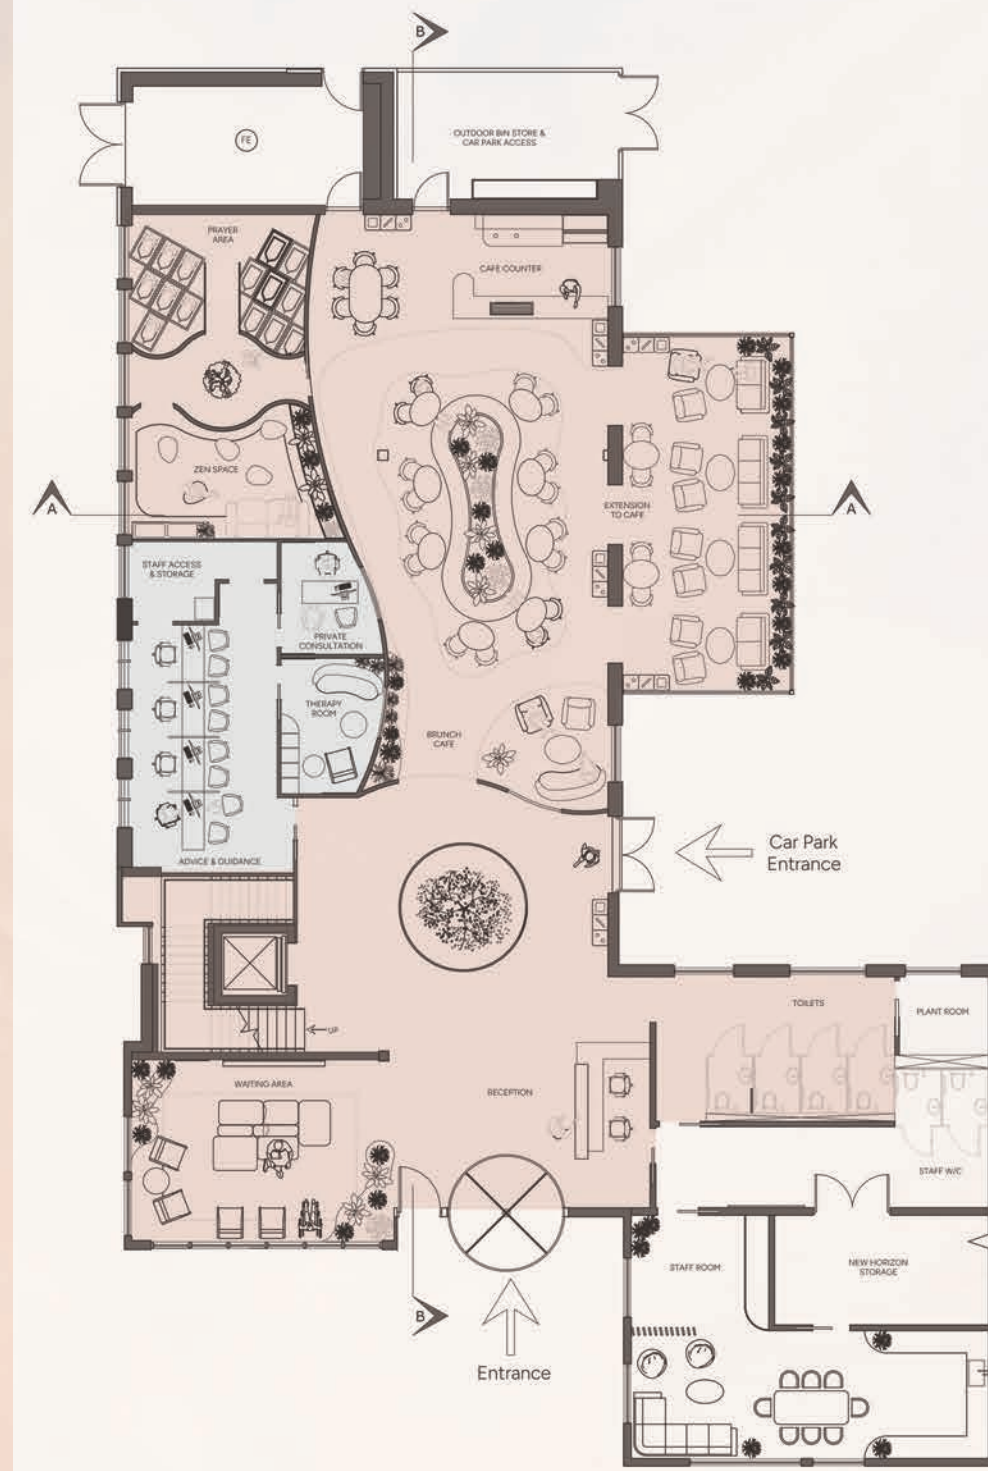 B
FE
OUTDOOR BIN STORE &
CAR PARK ACCESS
PRAYER
AREA
CAFE COUNTER
ZEN SPACE
A
EXTENSION
TO CAFE
A
STAFF ACCESS
& STORAGE
PRIVATE
CONSULTATION
THERAPY
ROOM
BRUNCH
CAFE
Car Park
Entrance
ADVICE & GUIDANCE
TOILETS
PLANT ROOM
UP
WAITING AREA
RECEPTION
STAFF W/C
STAFF ROOM
NEW HORIZON
STORAGE
B
Entrance